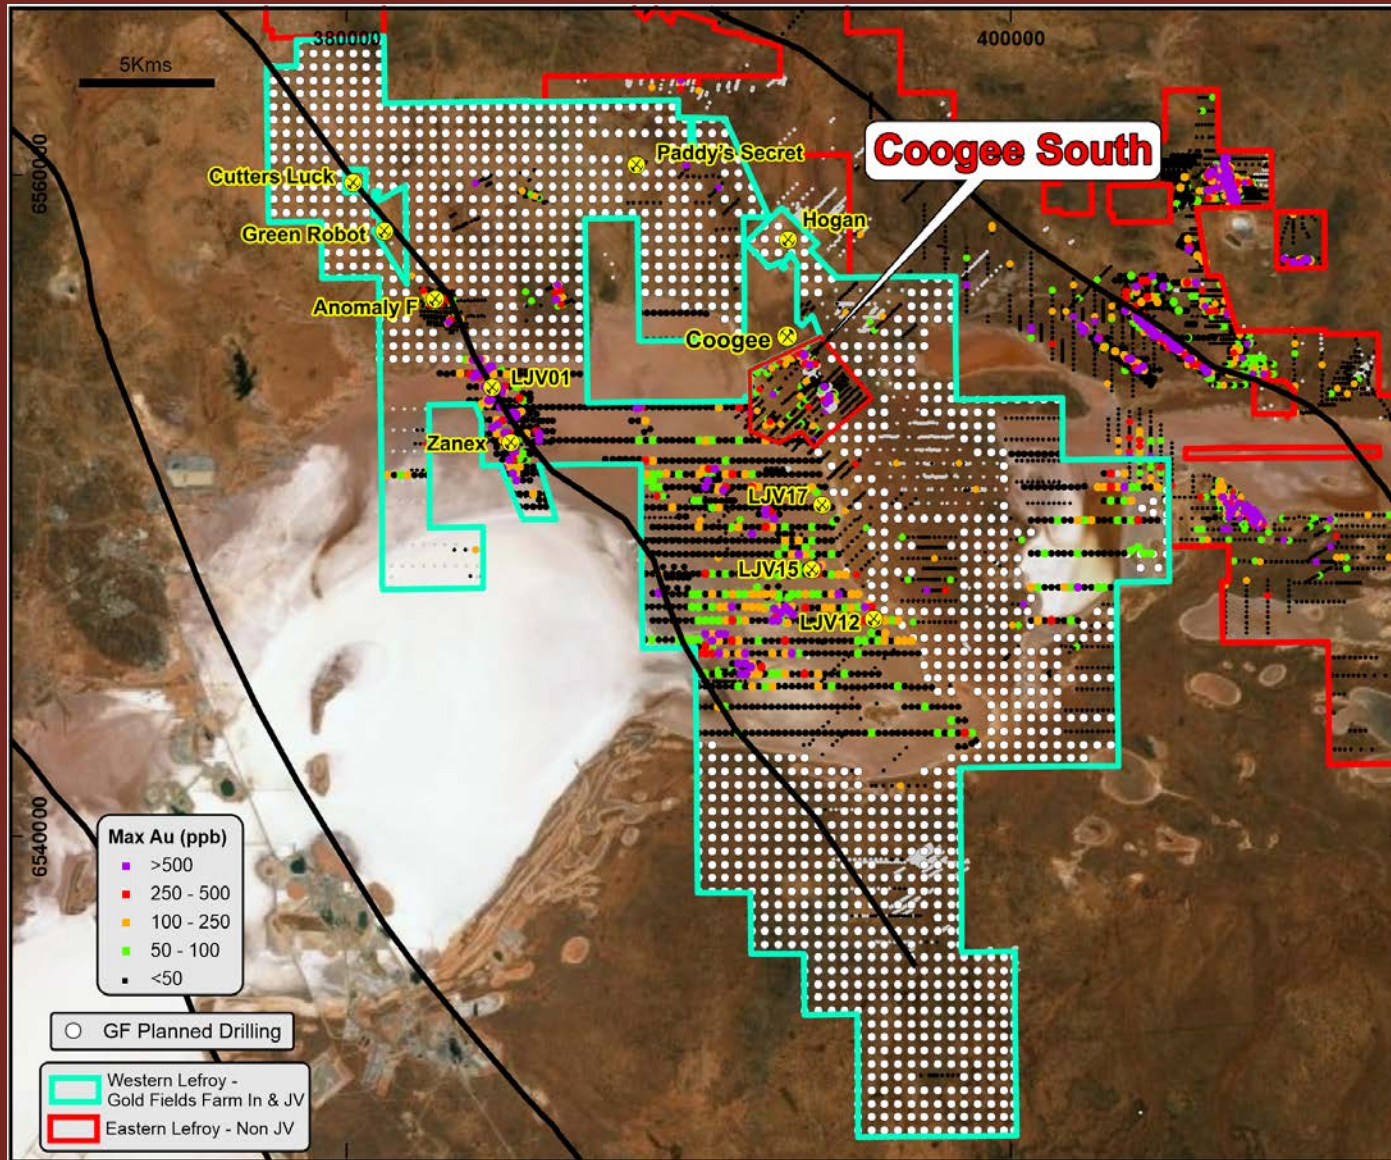 380000
400000
5Kms
6560000
Coogee South
Paddy's Secret
Cutters Luck
Hogan
Green Robot
Anomaly F
Coogee
LJV01
Zanex
LJV17
LJV15
LJV12
6540000
Max Au (ppb)
>500
250 - 500
100 - 250
50 - 100
<50
GF Planned Drilling
Western Lefroy -
Gold Fields Farm In & JV
Eastern Lefroy - Non JV